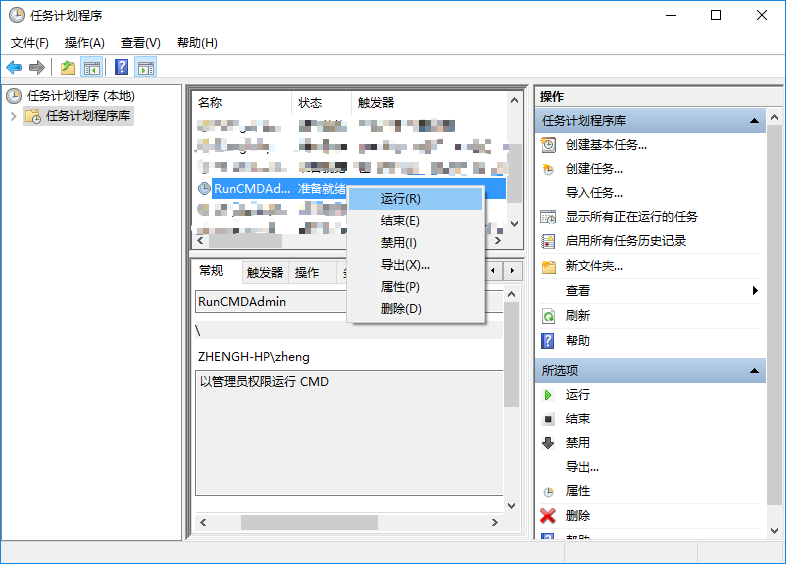 任务计划程序
文件(F) 操作(A) 查看(V) 帮助(H)
任务计划程序 (本地)
任务计划程序库
名称 状态 触发器
RunCMDAd... 准备就绪
运行(R)
结束(E)
禁用(I)
导出(X)...
属性(P)
删除(D)
常规 触发器 操作
RunCMDAdmin
\
ZHENGH-HP\zheng
以管理员权限运行 CMD
操作
任务计划程序库
创建基本任务...
创建任务...
导入任务...
显示所有正在运行的任务
启用所有任务历史记录
新文件夹...
查看
刷新
帮助
所选项
运行
结束
禁用
导出...
属性
删除
帮助